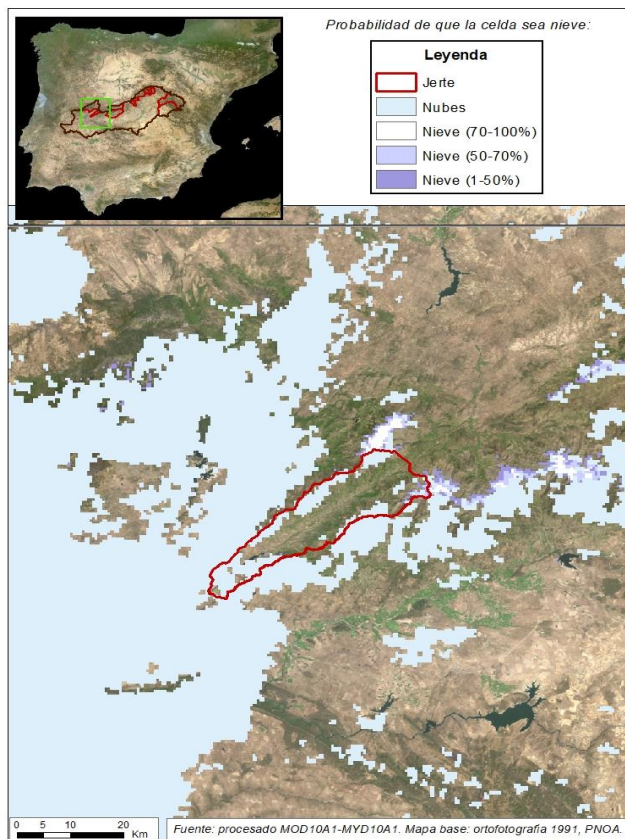 Probabilidad de que la celda sea nieve:
Leyenda
Jerte
Nubes
Nieve (70-100%)
Nieve (50-70%)
Nieve (1-50%)
0 5 10 20
Km
Fuente: procesado MOD10A1-MYD10A1. Mapa base: ortofotografía 1991, PNOA.